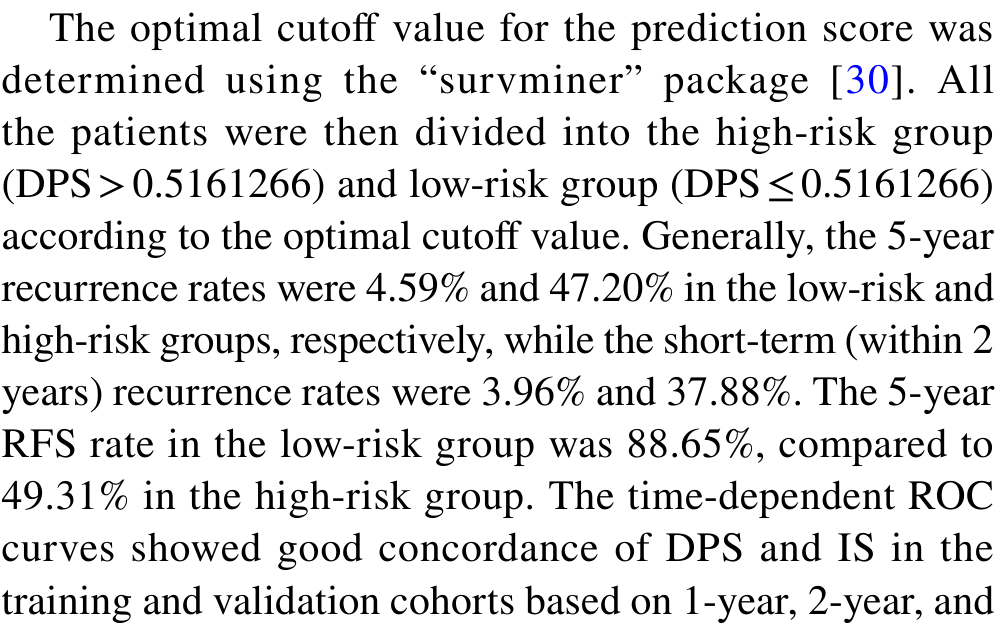 The optimal cutoff value for the prediction score was
determined using the “survminer” package [30]. All
the patients were then divided into the high-risk group
(DPS > 0.5161266) and low-risk group (DPS ≤ 0.5161266)
according to the optimal cutoff value. Generally, the 5-year
recurrence rates were 4.59% and 47.20% in the low-risk and
high-risk groups, respectively, while the short-term (within 2
years) recurrence rates were 3.96% and 37.88%. The 5-year
RFS rate in the low-risk group was 88.65%, compared to
49.31% in the high-risk group. The time-dependent ROC
curves showed good concordance of DPS and IS in the
training and validation cohorts based on 1-year, 2-year, and